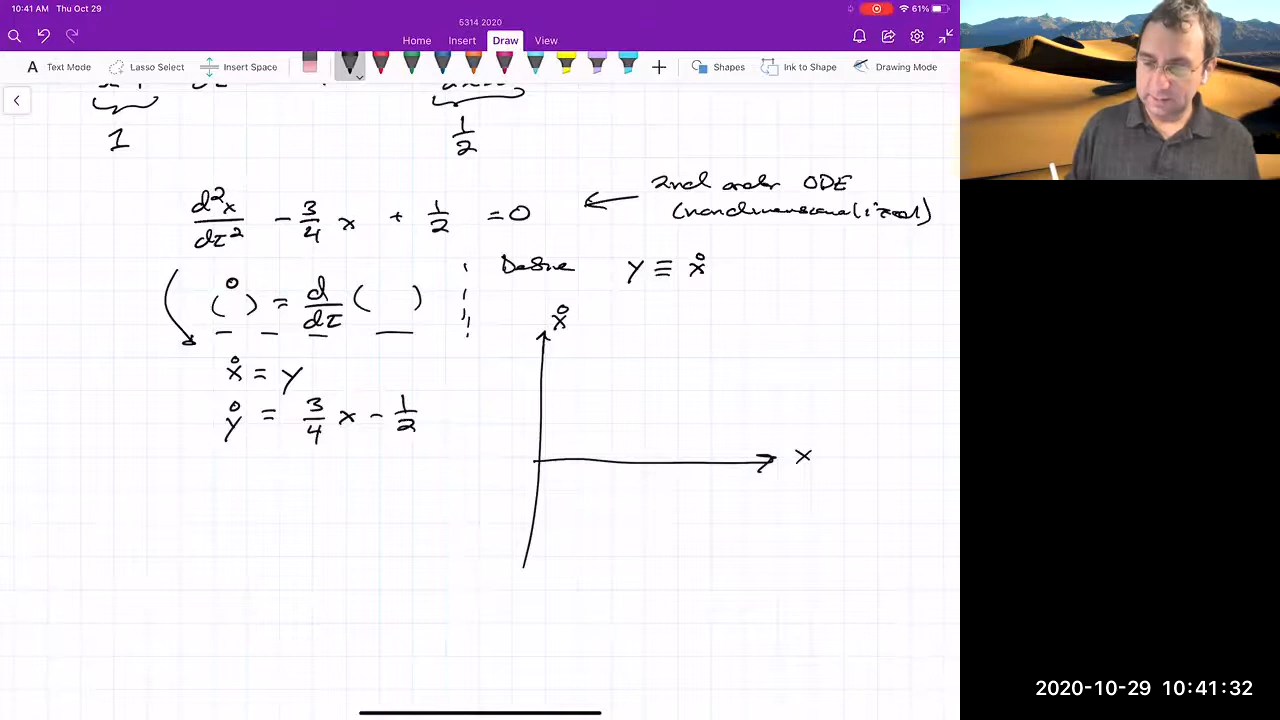 10:41 AM Thu Oct 29
61%
5314 2020
Home Insert Draw View
Text Mode Lasso Select Insert Space Shapes Ink to Shape Drawing Mode
1
1/2
d²x/dτ² - 3/4 x + 1/2 = 0
2nd order ODE
(nondimensionalized)
Define y ≡ x̊
(˚) = d/dτ ( )
x̊ = y
ẙ = 3/4 x - 1/2
x̊
x
2020-10-29 10:41:32